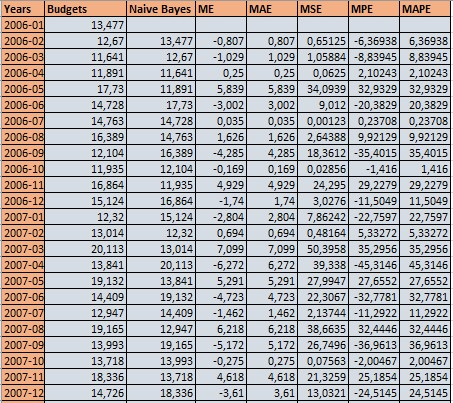 Years Budgets Naive Bayes ME MAE MSE MPE MAPE
2006-01 13,477
2006-02 12,67 13,477 -0,807 0,807 0,65125 -6,36938 6,36938
2006-03 11,641 12,67 -1,029 1,029 1,05884 -8,83945 8,83945
2006-04 11,891 11,641 0,25 0,25 0,0625 2,10243 2,10243
2006-05 17,73 11,891 5,839 5,839 34,0939 32,9329 32,9329
2006-06 14,728 17,73 -3,002 3,002 9,012 -20,3829 20,3829
2006-07 14,763 14,728 0,035 0,035 0,00123 0,23708 0,23708
2006-08 16,389 14,763 1,626 1,626 2,64388 9,92129 9,92129
2006-09 12,104 16,389 -4,285 4,285 18,3612 -35,4015 35,4015
2006-10 11,935 12,104 -0,169 0,169 0,02856 -1,416 1,416
2006-11 16,864 11,935 4,929 4,929 24,295 29,2279 29,2279
2006-12 15,124 16,864 -1,74 1,74 3,0276 -11,5049 11,5049
2007-01 12,32 15,124 -2,804 2,804 7,86242 -22,7597 22,7597
2007-02 13,014 12,32 0,694 0,694 0,48164 5,33272 5,33272
2007-03 20,113 13,014 7,099 7,099 50,3958 35,2956 35,2956
2007-04 13,841 20,113 -6,272 6,272 39,338 -45,3146 45,3146
2007-05 19,132 13,841 5,291 5,291 27,9947 27,6552 27,6552
2007-06 14,409 19,132 -4,723 4,723 22,3067 -32,7781 32,7781
2007-07 12,947 14,409 -1,462 1,462 2,13744 -11,2922 11,2922
2007-08 19,165 12,947 6,218 6,218 38,6635 32,4446 32,4446
2007-09 13,993 19,165 -5,172 5,172 26,7496 -36,9613 36,9613
2007-10 13,718 13,993 -0,275 0,275 0,07563 -2,00467 2,00467
2007-11 18,336 13,718 4,618 4,618 21,3259 25,1854 25,1854
2007-12 14,726 18,336 -3,61 3,61 13,0321 -24,5145 24,5145